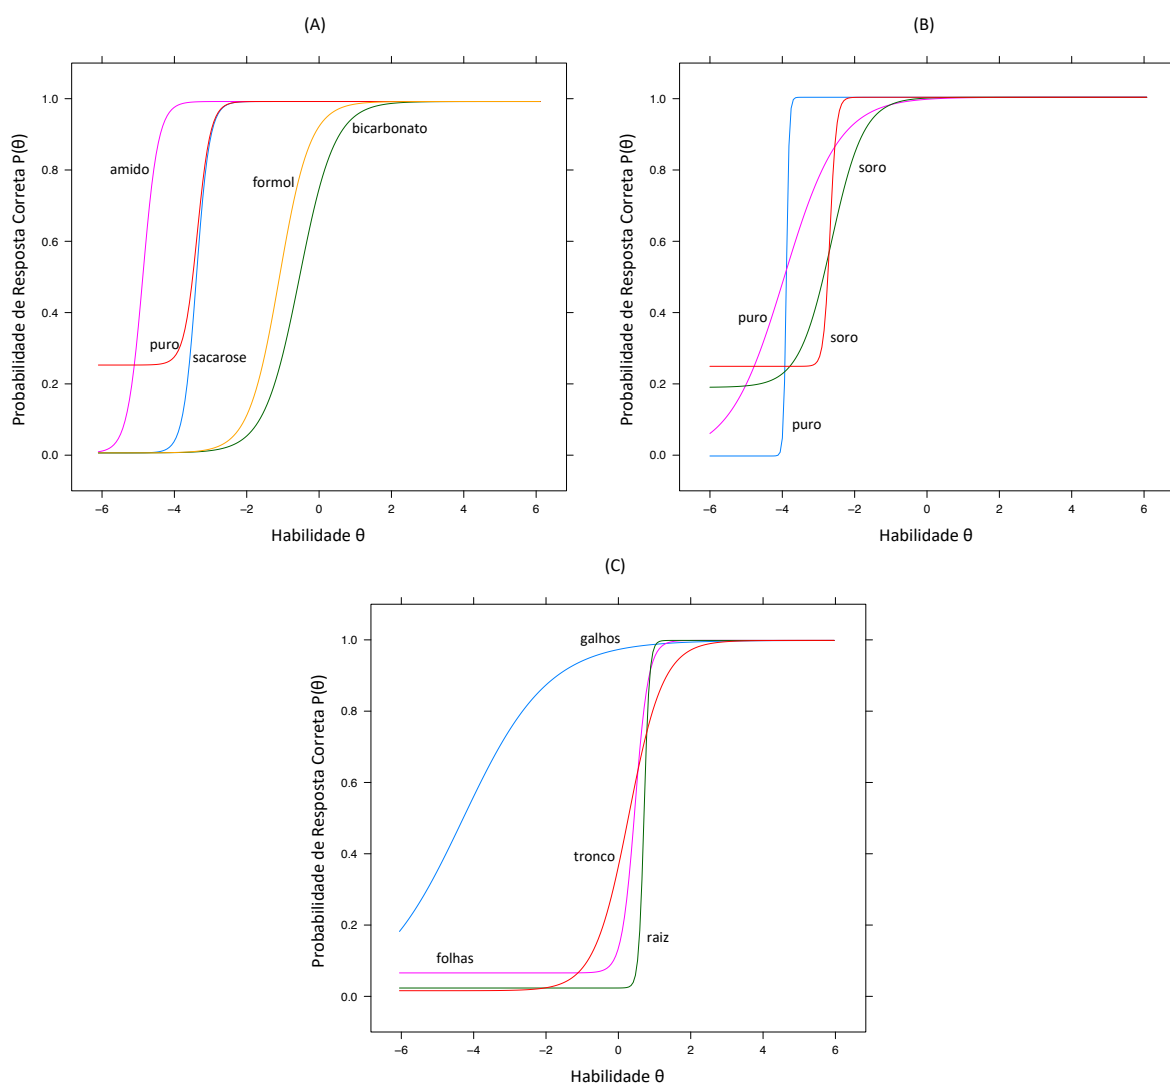 (A)
Probabilidade de Resposta Correta P(θ)
1.0
0.8
0.6
0.4
0.2
0.0
amido
puro
sacarose
formol
bicarbonato
−6 −4 −2 0 2 4 6
Habilidade θ
(B)
Probabilidade de Resposta Correta P(θ)
1.0
0.8
0.6
0.4
0.2
0.0
soro
puro
soro
puro
−6 −4 −2 0 2 4 6
Habilidade θ
(C)
Probabilidade de Resposta Correta P(θ)
1.0
0.8
0.6
0.4
0.2
0.0
galhos
tronco
raiz
folhas
−6 −4 −2 0 2 4 6
Habilidade θ